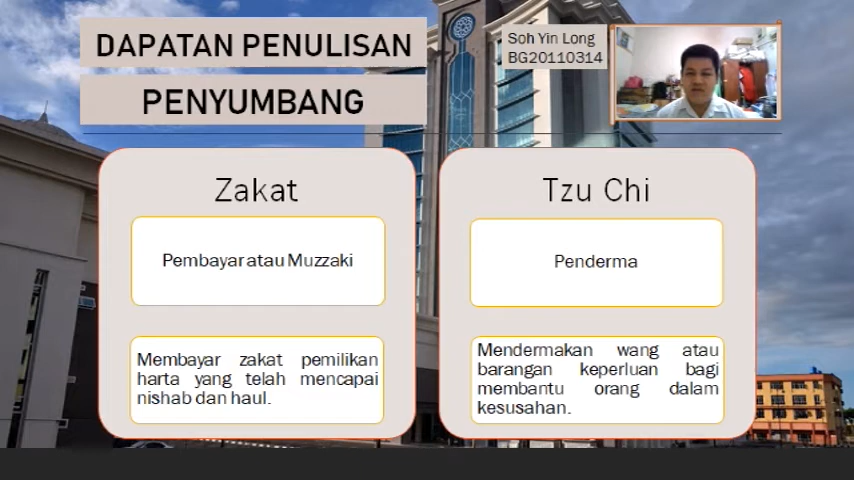 DAPATAN PENULISAN
PENYUMBANG
Soh Yin Long
BG20110314
Zakat
Pembayar atau Muzzaki
Membayar zakat pemilikan
harta yang telah mencapai
nishab dan haul.
Tzu Chi
Penderma
Mendermakan wang atau
barangan keperluan bagi
membantu orang dalam
kesusahan.